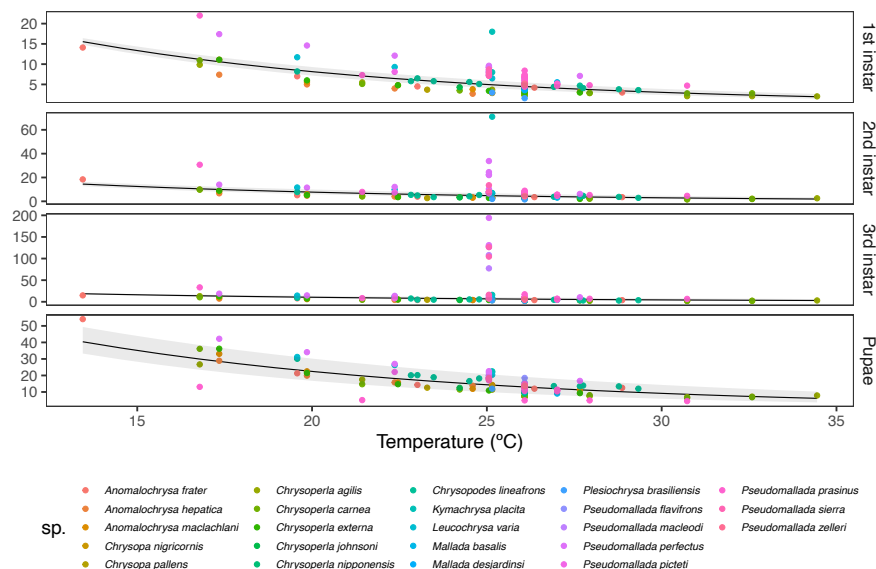 20
15
10
5
1st instar
60
40
20
0
2nd instar
200
150
100
50
0
3rd instar
50
40
30
20
10
Pupae
15 20 25 30 35
Temperature (ºC)
sp.
Anomalochrysa frater
Anomalochrysa hepatica
Anomalochrysa maclachlani
Chrysopa nigricornis
Chrysopa pallens
Chrysoperla agilis
Chrysoperla carnea
Chrysoperla externa
Chrysoperla johnsoni
Chrysoperla nipponensis
Chrysopodes lineafrons
Kymachrysa placita
Leucochrysa varia
Mallada basalis
Mallada desjardinsi
Plesiochrysa brasiliensis
Pseudomallada flavifrons
Pseudomallada macleodi
Pseudomallada perfectus
Pseudomallada picteti
Pseudomallada prasinus
Pseudomallada sierra
Pseudomallada zelleri